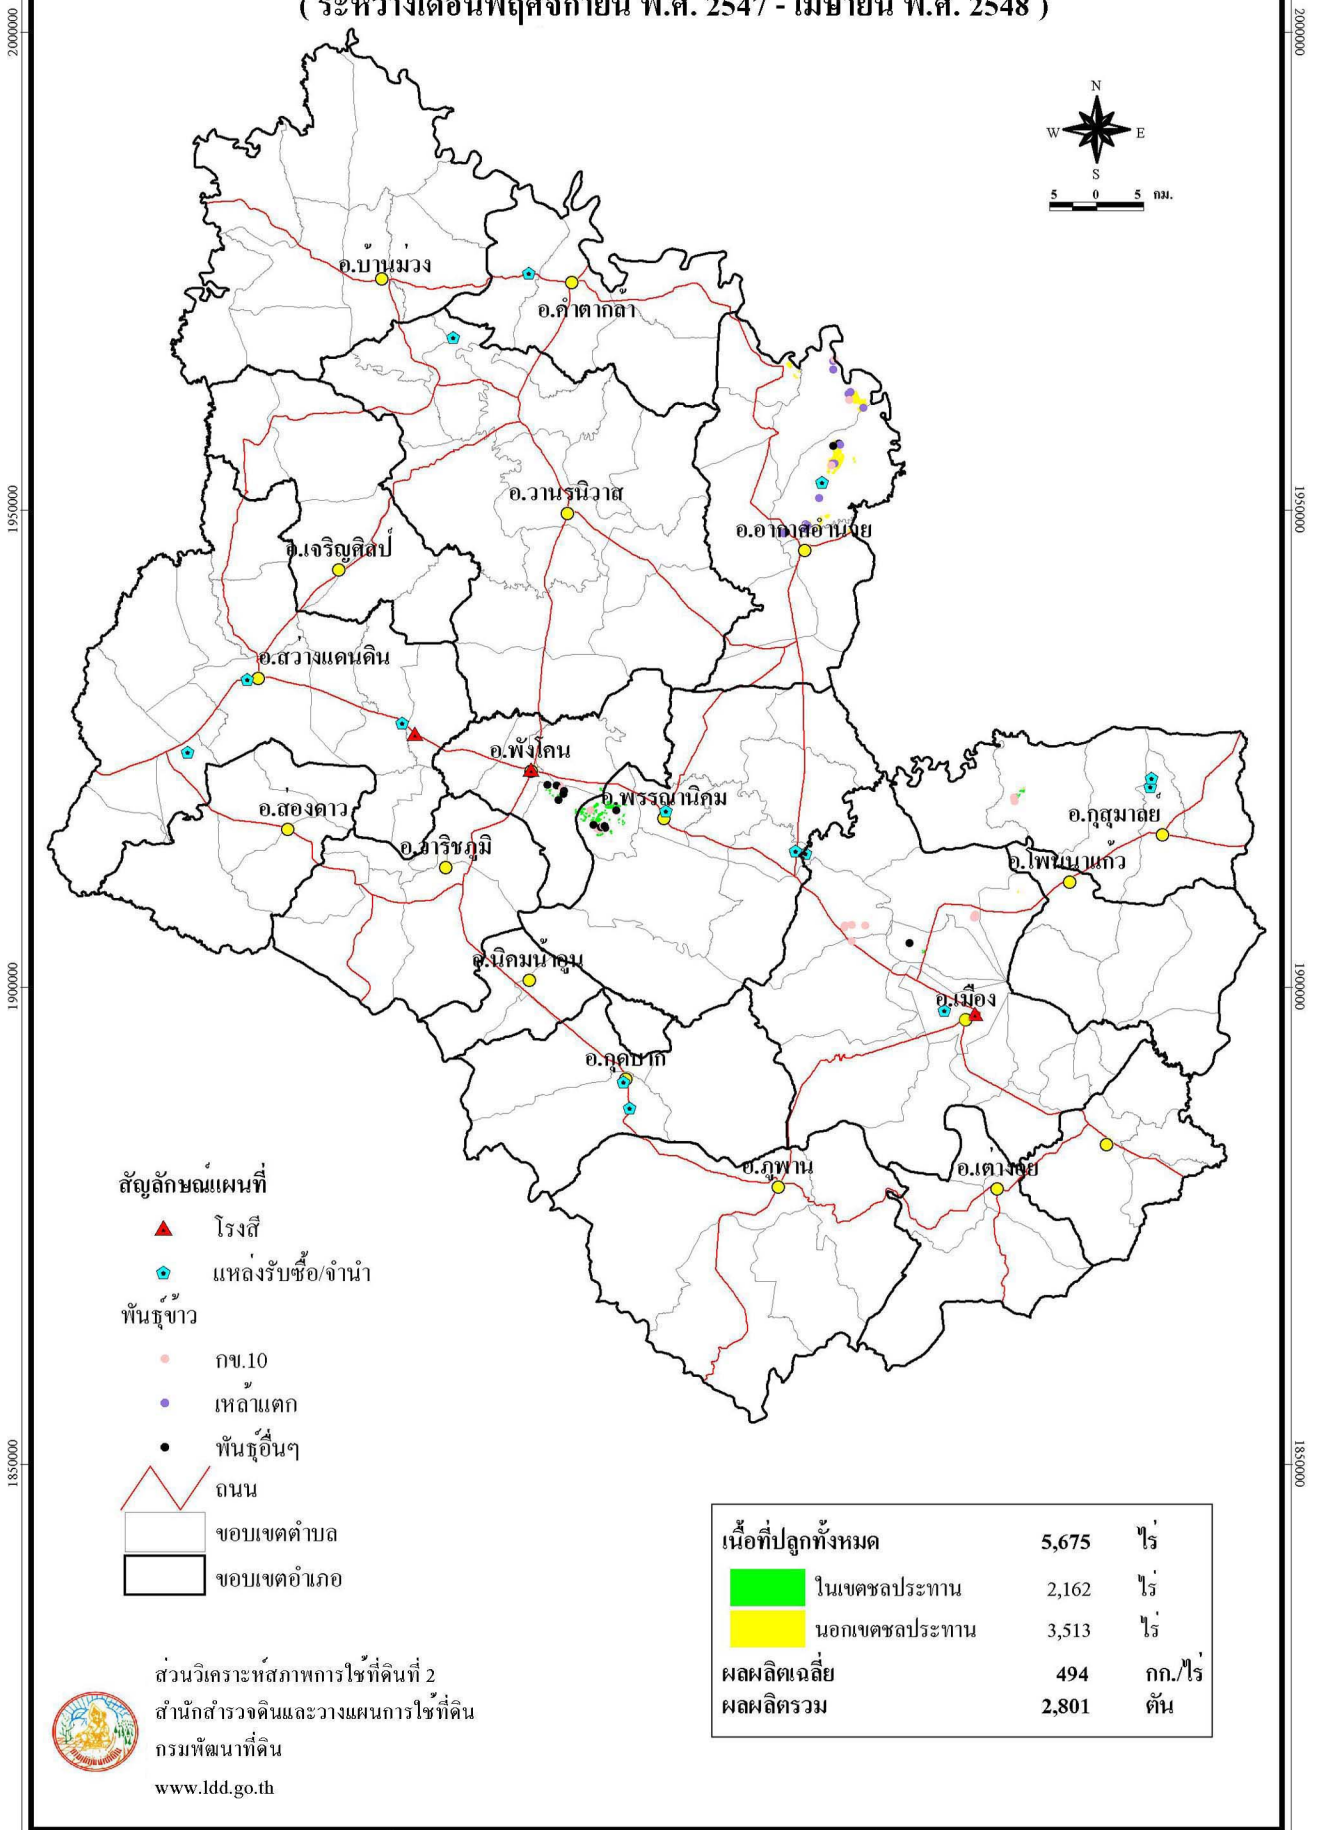 ( ระหว่างเดือนพฤศจิกายน พ.ศ. 2547 - เมษายน พ.ศ. 2548 )
2000000
2000000
N
W E
S
5 0 5 กม.
อ.บ้านม่วง
อ.คำตากล้า
อ.วานรนิวาส
1950000
1950000
อ.อากาศอำนวย
อ.เจริญศิลป์
อ.สว่างแดนดิน
อ.พังโคน
อ.พรรณานิคม
อ.ส่องดาว
อ.กุสุมาลย์
อ.วาริชภูมิ
อ.โพนนาแก้ว
อ.นิคมน้ำอูน
1900000
1900000
อ.เมือง
อ.กุดบาก
อ.ภูพาน
อ.เต่างอย
สัญลักษณ์แผนที่
โรงสี
แหล่งรับซื้อ/จำนำ
พันธุ์ข้าว
กข.10
เหล้าแตก
พันธุ์อื่นๆ
1850000
1850000
ถนน
ขอบเขตตำบล
ขอบเขตอำเภอ
เนื้อที่ปลูกทั้งหมด 5,675 ไร่
ในเขตชลประทาน 2,162 ไร่
นอกเขตชลประทาน 3,513 ไร่
ผลผลิตเฉลี่ย 494 กก./ไร่
ผลผลิตรวม 2,801 ตัน
ส่วนวิเคราะห์สภาพการใช้ที่ดินที่ 2
สำนักสำรวจดินและวางแผนการใช้ที่ดิน
กรมพัฒนาที่ดิน
www.ldd.go.th